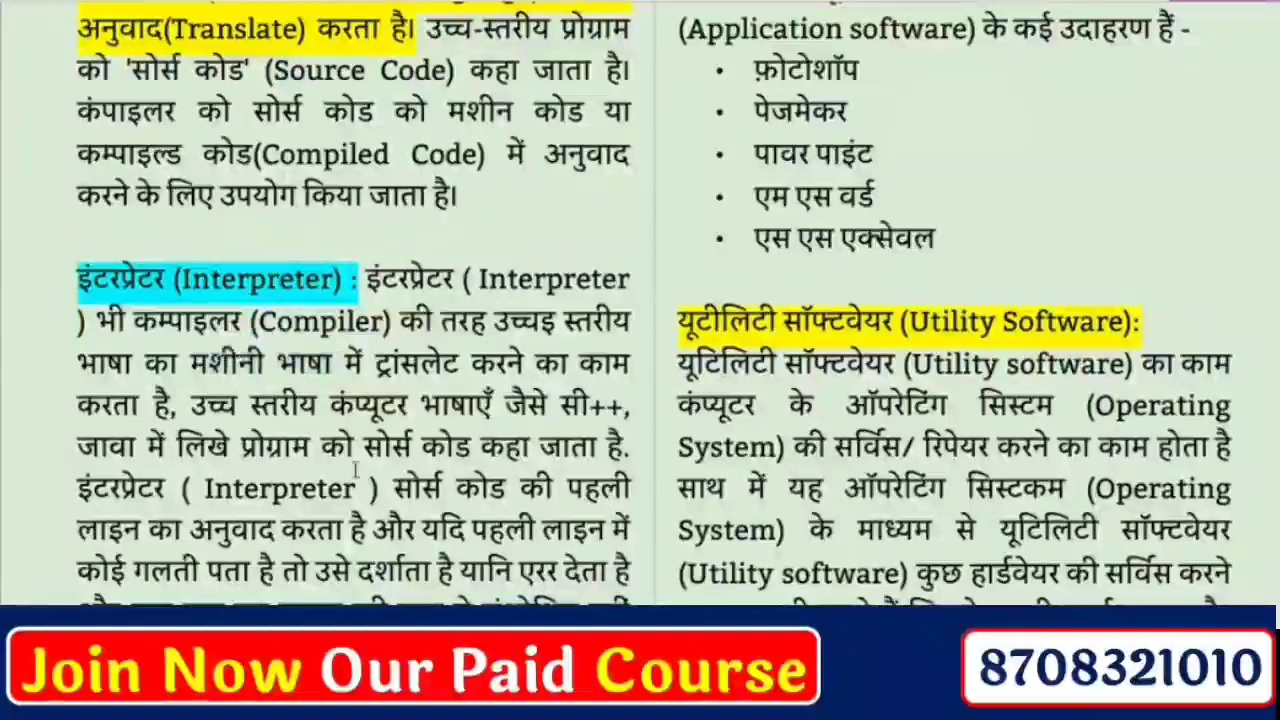 अनुवाद(Translate) करता है। उच्च-स्तरीय प्रोग्राम
को 'सोर्स कोड' (Source Code) कहा जाता है।
कंपाइलर को सोर्स कोड को मशीन कोड या
कम्पाइल्ड कोड(Compiled Code) में अनुवाद
करने के लिए उपयोग किया जाता है।
इंटरप्रेटर (Interpreter) : इंटरप्रेटर ( Interpreter
) भी कम्पाइलर (Compiler) की तरह उच्चइ स्तरीय
भाषा का मशीनी भाषा में ट्रांसलेट करने का काम
करता है, उच्च स्तरीय कंप्यूटर भाषाएँ जैसे सी++,
जावा में लिखे प्रोग्राम को सोर्स कोड कहा जाता है.
इंटरप्रेटर ( Interpreter ) सोर्स कोड की पहली
लाइन का अनुवाद करता है और यदि पहली लाइन में
कोई गलती पता है तो उसे दर्शाता है यानि एरर देता है
(Application software) के कई उदाहरण हैं -
• फ़ोटोशॉप
• पेजमेकर
• पावर पाइंट
• एम एस वर्ड
• एस एस एक्सेवल
यूटीलिटी सॉफ्टवेयर (Utility Software):
यूटिलिटी सॉफ्टवेयर (Utility software) का काम
कंप्यूटर के ऑपरेटिंग सिस्टम (Operating
System) की सर्विस/ रिपेयर करने का काम होता है
साथ में यह ऑपरेटिंग सिस्टकम (Operating
System) के माध्यम से यूटिलिटी सॉफ्टवेयर
(Utility software) कुछ हार्डवेयर की सर्विस करने
Join Now Our Paid Course
8708321010